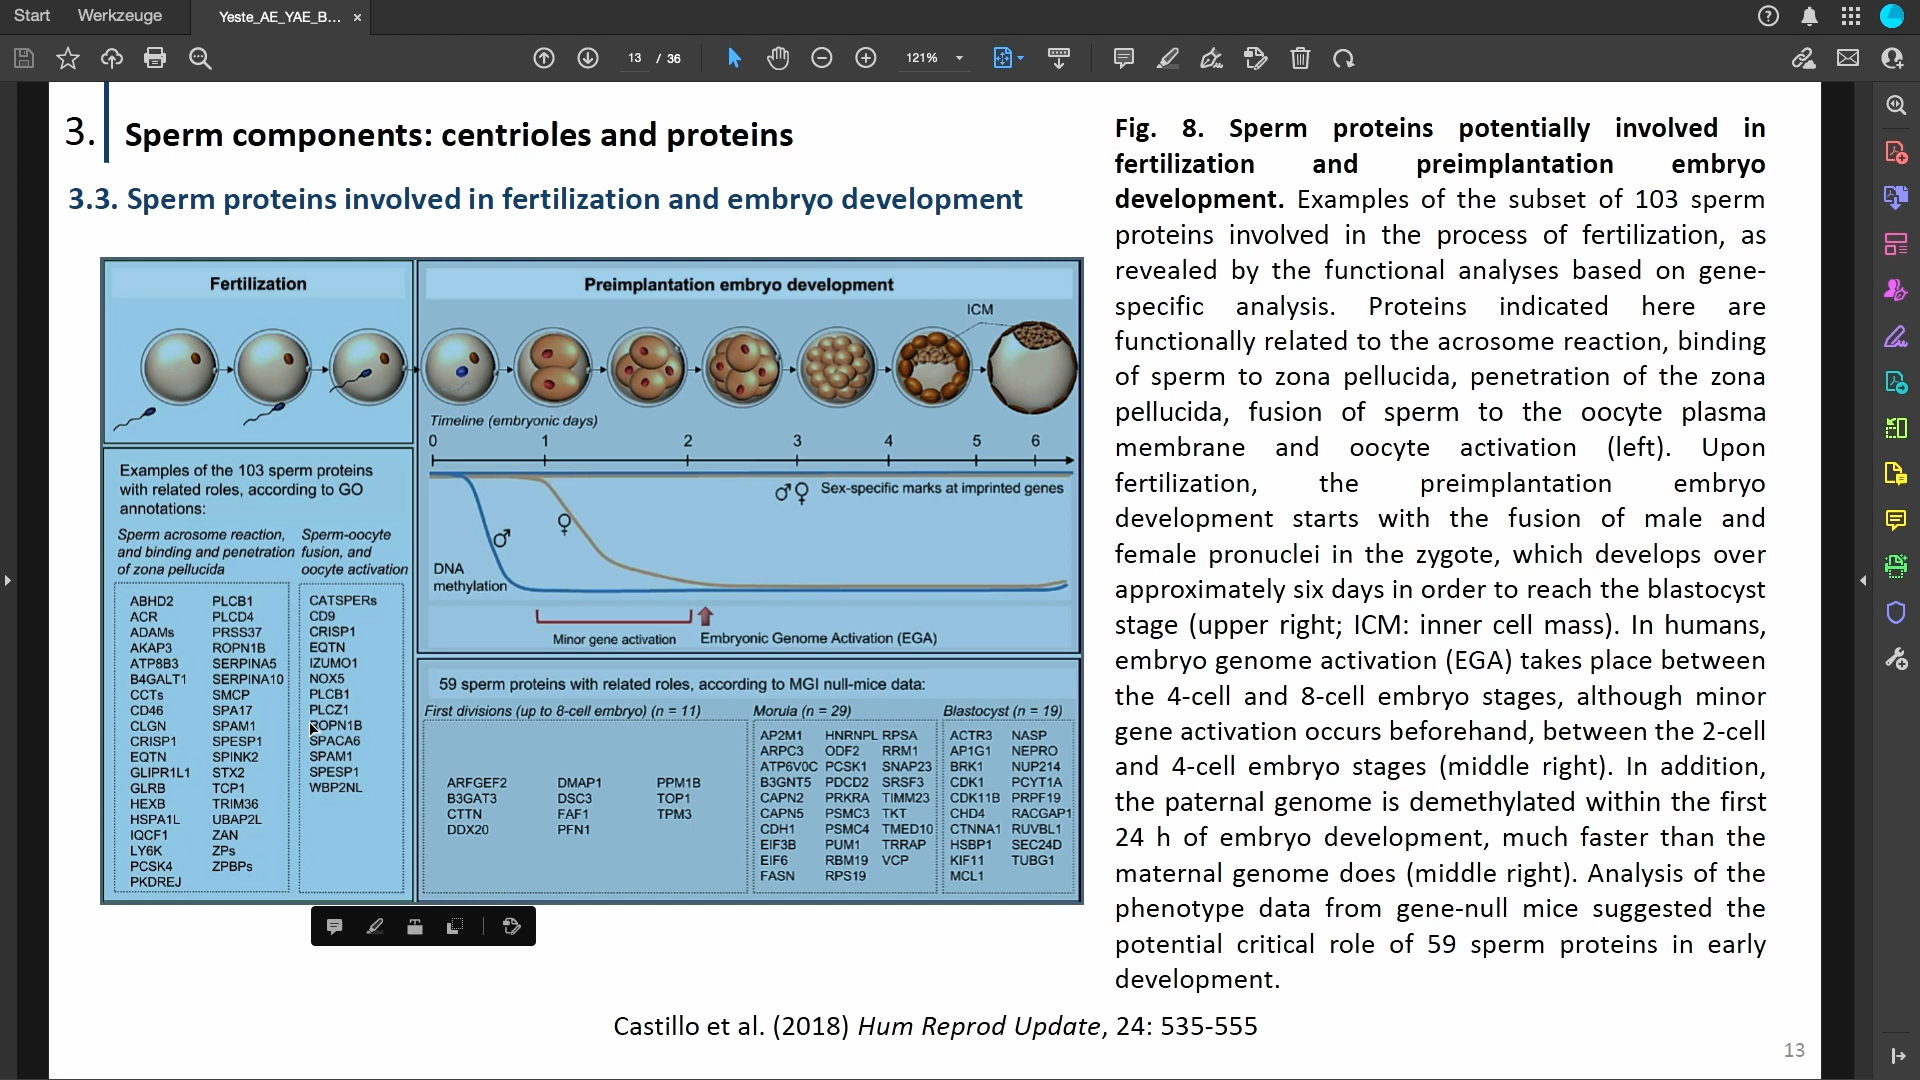 Start Werkzeuge Yeste_AE_YAE_B... ×
13 / 36 121%
3. Sperm components: centrioles and proteins
3.3. Sperm proteins involved in fertilization and embryo development
Fertilization
Preimplantation embryo development
ICM
Timeline (embryonic days)
0 1 2 3 4 5 6
♂♀ Sex-specific marks at imprinted genes
♀
♂
DNA
methylation
Minor gene activation
Embryonic Genome Activation (EGA)
Examples of the 103 sperm proteins
with related roles, according to GO
annotations:
Sperm acrosome reaction,
and binding and penetration
of zona pellucida
Sperm-oocyte
fusion, and
oocyte activation
ABHD2 PLCB1
ACR PLCD4
ADAMs PRSS37
AKAP3 ROPN1B
ATP8B3 SERPINA5
B4GALT1 SERPINA10
CCTs SMCP
CD46 SPA17
CLGN SPAM1
CRISP1 SPESP1
EQTN SPINK2
GLIPR1L1 STX2
GLRB TCP1
HEXB TRIM36
HSPA1L UBAP2L
IQCF1 ZAN
LY6K ZPs
PCSK4 ZPBPs
PKDREJ
CATSPERs
CD9
CRISP1
EQTN
IZUMO1
NOX5
PLCB1
PLCZ1
ROPN1B
SPACA6
SPAM1
SPESP1
WBP2NL
59 sperm proteins with related roles, according to MGI null-mice data:
First divisions (up to 8-cell embryo) (n = 11)
ARFGEF2 DMAP1 PPM1B
B3GAT3 DSC3 TOP1
CTTN FAF1 TPM3
DDX20 PFN1
Morula (n = 29)
AP2M1 HNRNPL RPSA
ARPC3 ODF2 RRM1
ATP6V0C PCSK1 SNAP23
B3GNT5 PDCD2 SRSF3
CAPN2 PRKRA TIMM23
CAPN5 PSMC3 TKT
CDH1 PSMC4 TMED10
EIF3B PUM1 TRRAP
EIF6 RBM19 VCP
FASN RPS19
Blastocyst (n = 19)
ACTR3 NASP
AP1G1 NEPRO
BRK1 NUP214
CDK1 PCYT1A
CDK11B PRPF19
CHD4 RACGAP1
CTNNA1 RUVBL1
HSBP1 SEC24D
KIF11 TUBG1
MCL1
Fig. 8. Sperm proteins potentially involved in
fertilization and preimplantation embryo
development. Examples of the subset of 103 sperm
proteins involved in the process of fertilization, as
revealed by the functional analyses based on gene-
specific analysis. Proteins indicated here are
functionally related to the acrosome reaction, binding
of sperm to zona pellucida, penetration of the zona
pellucida, fusion of sperm to the oocyte plasma
membrane and oocyte activation (left). Upon
fertilization, the preimplantation embryo
development starts with the fusion of male and
female pronuclei in the zygote, which develops over
approximately six days in order to reach the blastocyst
stage (upper right; ICM: inner cell mass). In humans,
embryo genome activation (EGA) takes place between
the 4-cell and 8-cell embryo stages, although minor
gene activation occurs beforehand, between the 2-cell
and 4-cell embryo stages (middle right). In addition,
the paternal genome is demethylated within the first
24 h of embryo development, much faster than the
maternal genome does (middle right). Analysis of the
phenotype data from gene-null mice suggested the
potential critical role of 59 sperm proteins in early
development.
Castillo et al. (2018) Hum Reprod Update, 24: 535-555
13